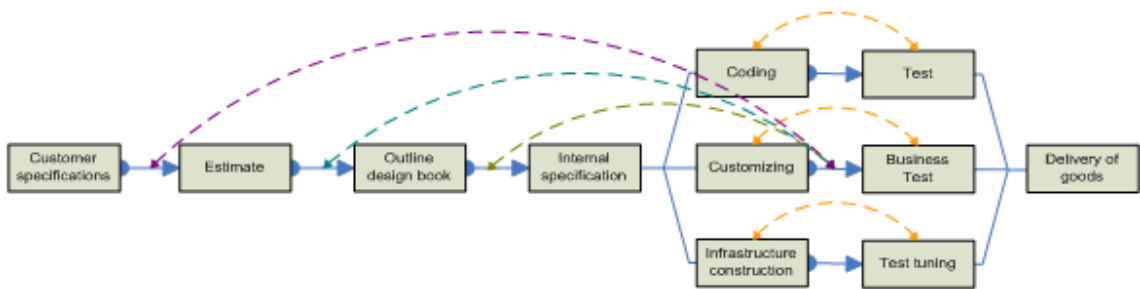 Customer
specifications
Estimate
Outline
design book
Internal
specification
Coding
Test
Customizing
Business
Test
Infrastructure
construction
Test tuning
Delivery of
goods